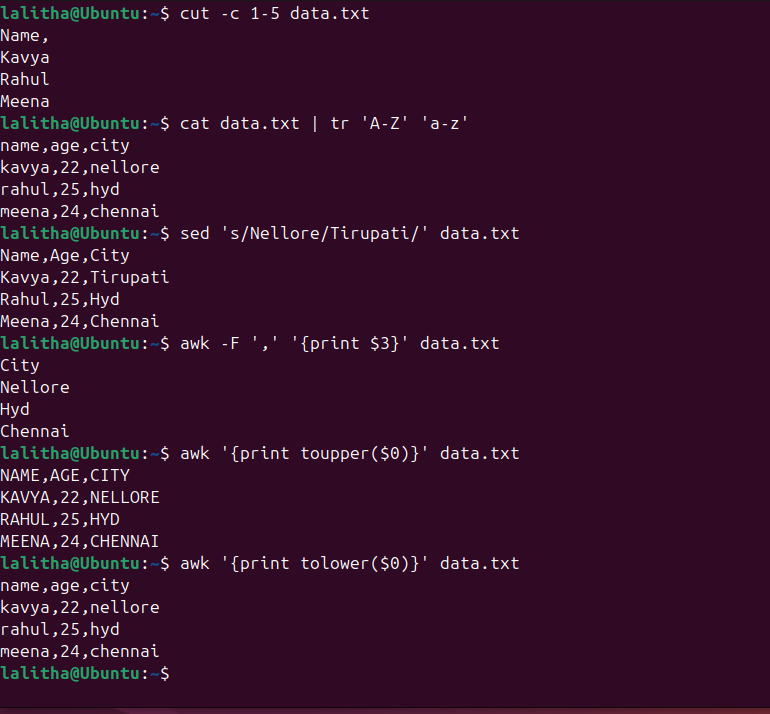 lalitha@Ubuntu:~$ cut -c 1-5 data.txt
Name,
Kavya
Rahul
Meena
lalitha@Ubuntu:~$ cat data.txt | tr 'A-Z' 'a-z'
name,age,city
kavya,22,nellore
rahul,25,hyd
meena,24,chennai
lalitha@Ubuntu:~$ sed 's/Nellore/Tirupati/' data.txt
Name,Age,City
Kavya,22,Tirupati
Rahul,25,Hyd
Meena,24,Chennai
lalitha@Ubuntu:~$ awk -F ',' '{print $3}' data.txt
City
Nellore
Hyd
Chennai
lalitha@Ubuntu:~$ awk '{print toupper($0)}' data.txt
NAME,AGE,CITY
KAVYA,22,NELLORE
RAHUL,25,HYD
MEENA,24,CHENNAI
lalitha@Ubuntu:~$ awk '{print tolower($0)}' data.txt
name,age,city
kavya,22,nellore
rahul,25,hyd
meena,24,chennai
lalitha@Ubuntu:~$